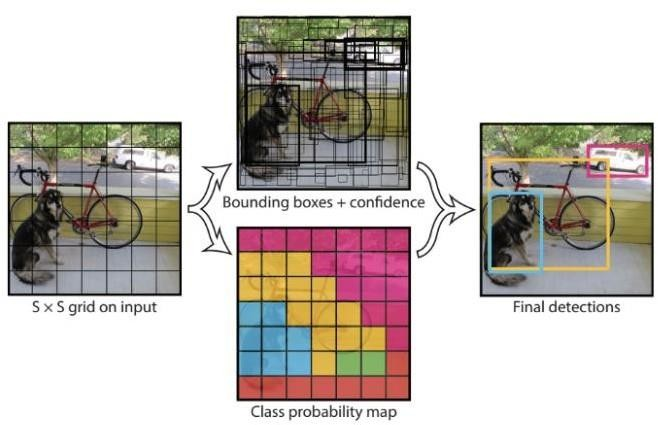 Bounding boxes + confidence
S × S grid on input
Final detections
Class probability map